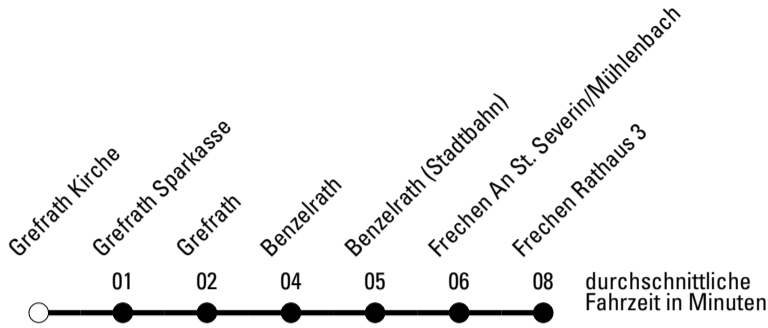 Grefrath Kirche
Grefrath Sparkasse
Grefrath
Benzelrath
Benzelrath (Stadtbahn)
Frechen An St. Severin/Mühlenbach
Frechen Rathaus 3
01 02 04 05 06 08
durchschnittliche
Fahrzeit in Minuten